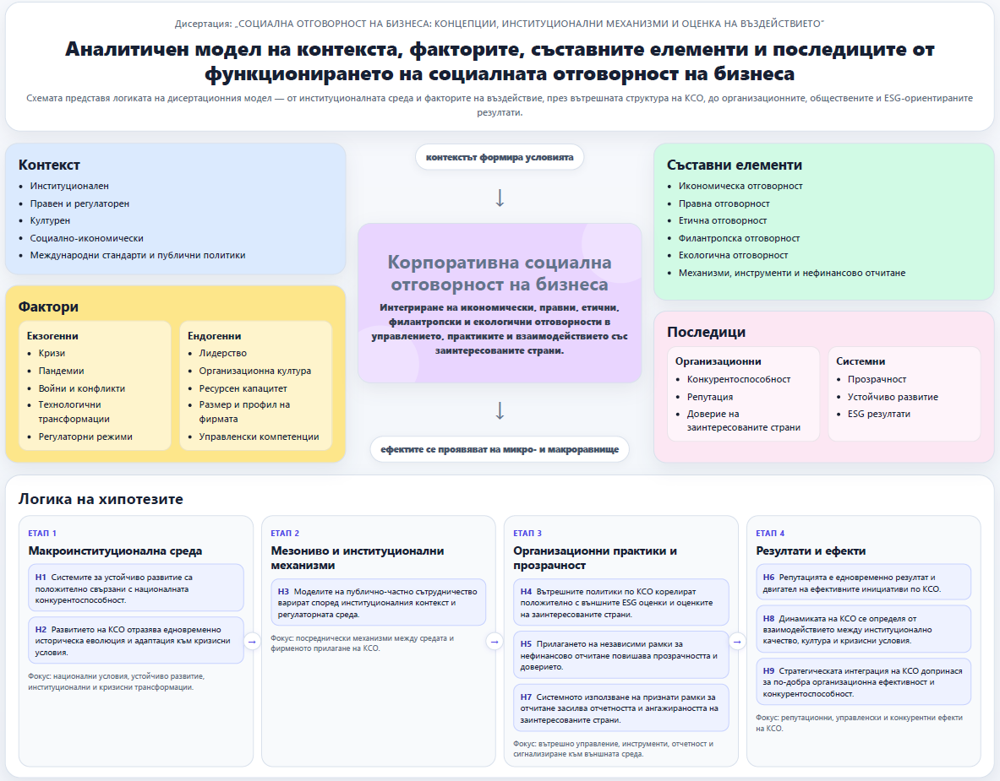 Дисертация: „СОЦИАЛНА ОТГОВОРНОСТ НА БИЗНЕСА: КОНЦЕПЦИИ, ИНСТИТУЦИОНАЛНИ МЕХАНИЗМИ И ОЦЕНКА НА ВЪЗДЕЙСТВИЕТО“
Аналитичен модел на контекста, факторите, съставните елементи и последиците от
функционирането на социалната отговорност на бизнеса
Схемата представя логиката на дисертационния модел — от институционалната среда и факторите на въздействие, през вътрешната структура на КСО, до организационните, обществените и ESG-ориентираните
резултати.
Контекст
• Институционален
• Правен и регулаторен
• Културен
• Социално-икономически
• Международни стандарти и публични политики
Фактори
Екзогенни
• Кризи
• Пандемии
• Войни и конфликти
• Технологични
трансформации
• Регулаторни режими
Ендогенни
• Лидерство
• Организационна култура
• Ресурсен капацитет
• Размер и профил на
фирмата
• Управленски компетенции
контекстът формира условията
↓
Корпоративна социална
отговорност на бизнеса
Интегриране на икономически, правни, етични,
филантропски и екологични отговорности в
управлението, практиките и взаимодействието със
заинтересованите страни.
↓
ефектите се проявяват на микро- и макроравнище
Съставни елементи
• Икономическа отговорност
• Правна отговорност
• Етична отговорност
• Филантропска отговорност
• Екологична отговорност
• Механизми, инструменти и нефинансово отчитане
Последици
Организационни
• Конкурентоспособност
• Репутация
• Доверие на
заинтересованите страни
Системни
• Прозрачност
• Устойчиво развитие
• ESG резултати
Логика на хипотезите
ЕТАП 1
Макроинституционална среда
H1 Системите за устойчиво развитие са
положително свързани с националната
конкурентоспособност.
H2 Развитието на КСО отразява едновременно
историческа еволюция и адаптация към кризисни
условия.
Фокус: национални условия, устойчиво развитие,
институционални и кризисни трансформации.
→
ЕТАП 2
Мезониво и институционални
механизми
H3 Моделите на публично-частно сътрудничество
варират според институционалния контекст и
регулаторната среда.
Фокус: посреднически механизми между средата и
фирменото прилагане на КСО.
→
ЕТАП 3
Организационни практики и
прозрачност
H4 Вътрешните политики по КСО корелират
положително с външните ESG оценки и оценките
на заинтересованите страни.
H5 Прилагането на независими рамки за
нефинансово отчитане повишава прозрачността и
доверието.
H7 Системното използване на признати рамки за
отчитане засилва отчетността и ангажираността на
заинтересованите страни.
Фокус: вътрешно управление, инструменти, отчетност и
сигнализиране към външната среда.
→
ЕТАП 4
Резултати и ефекти
H6 Репутацията е едновременно резултат и
двигател на ефективните инициативи по КСО.
H8 Динамиката на КСО се определя от
взаимодействието между институционално
качество, култура и кризисни условия.
H9 Стратегическата интеграция на КСО допринася
за по-добра организационна ефективност и
конкурентоспособност.
Фокус: репутационни, управленски и конкурентни ефекти
на КСО.